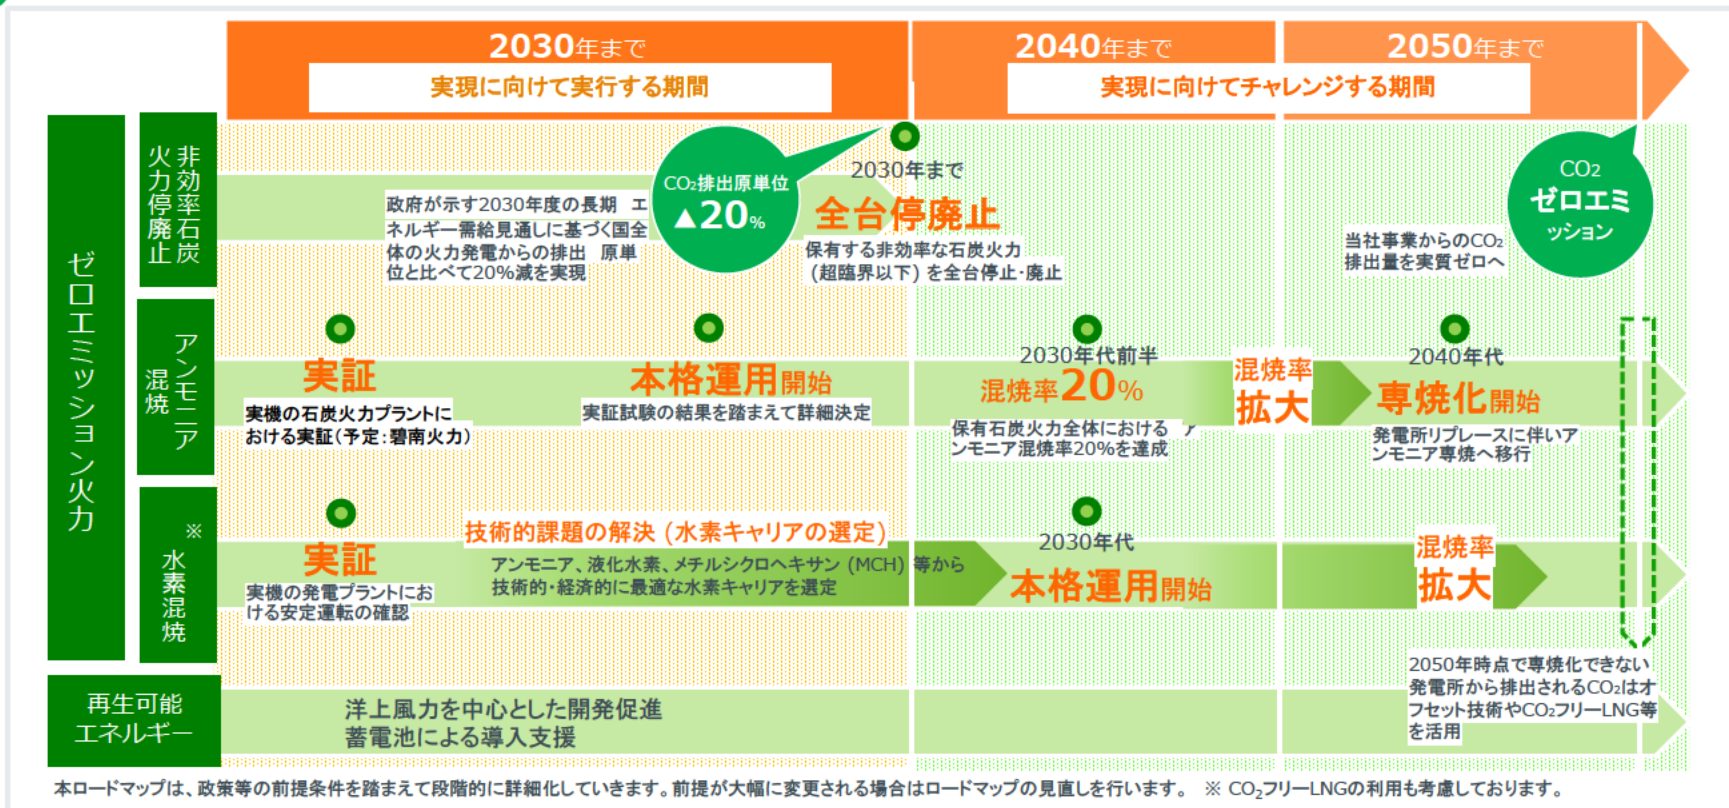 2030年まで
実現に向けて実行する期間
2040年まで
2050年まで
実現に向けてチャレンジする期間
ゼロエミッション火力
非効率石炭
火力停廃止
政府が示す2030年度の長期 エ
ネルギー需給見通しに基づく国全
体の火力発電からの排出 原単
位と比べて20%減を実現
CO₂排出原単位
▲20%
2030年まで
全台停廃止
保有する非効率な石炭火力
(超臨界以下) を全台停止・廃止
当社事業からのCO₂
排出量を実質ゼロへ
CO₂
ゼロエミ
ッション
アンモニア
混焼
実証
実機の石炭火力プラントに
おける実証(予定:碧南火力)
本格運用開始
実証試験の結果を踏まえて詳細決定
2030年代前半
混焼率20%
保有石炭火力全体における ア
ンモニア混焼率20%を達成
混焼率
拡大
2040年代
専焼化開始
発電所リプレースに伴いア
ンモニア専焼へ移行
※
水素混焼
実証
実機の発電プラントにお
ける安定運転の確認
技術的課題の解決 (水素キャリアの選定)
アンモニア、液化水素、メチルシクロヘキサン (MCH) 等から
技術的・経済的に最適な水素キャリアを選定
2030年代
本格運用開始
混焼率
拡大
2050年時点で専焼化できない
発電所から排出されるCO₂はオ
フセット技術やCO₂フリーLNG等
を活用
再生可能
エネルギー
洋上風力を中心とした開発促進
蓄電池による導入支援
本ロードマップは、政策等の前提条件を踏まえて段階的に詳細化していきます。前提が大幅に変更される場合はロードマップの見直しを行います。 ※ CO₂フリーLNGの利用も考慮しております。